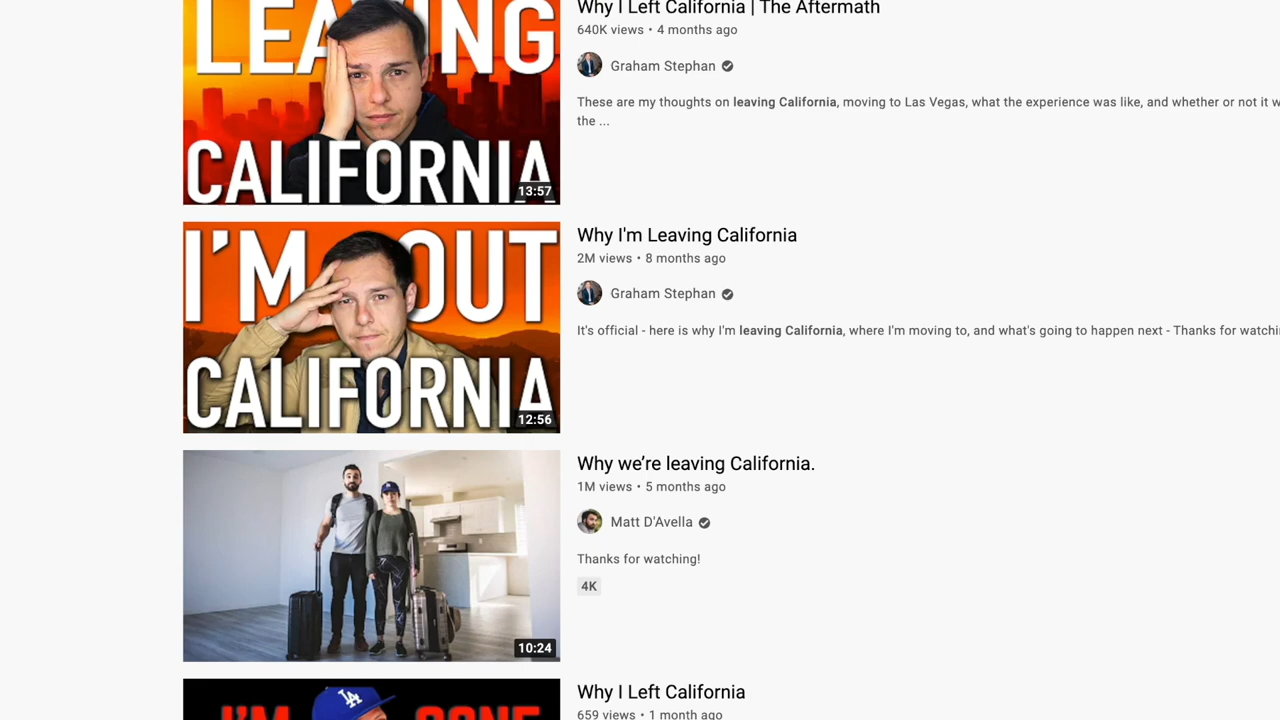 LEAVING
CALIFORNIA
13:57
Why I Left California | The Aftermath
640K views • 4 months ago
Graham Stephan
These are my thoughts on leaving California, moving to Las Vegas, what the experience was like, and whether or not it w
the ...
I'M OUT
CALIFORNIA
12:56
Why I'm Leaving California
2M views • 8 months ago
Graham Stephan
It's official - here is why I'm leaving California, where I'm moving to, and what's going to happen next - Thanks for watchi
10:24
Why we’re leaving California.
1M views • 5 months ago
Matt D'Avella
Thanks for watching!
4K
LA
I'M GONE
Why I Left California
659 views • 1 month ago